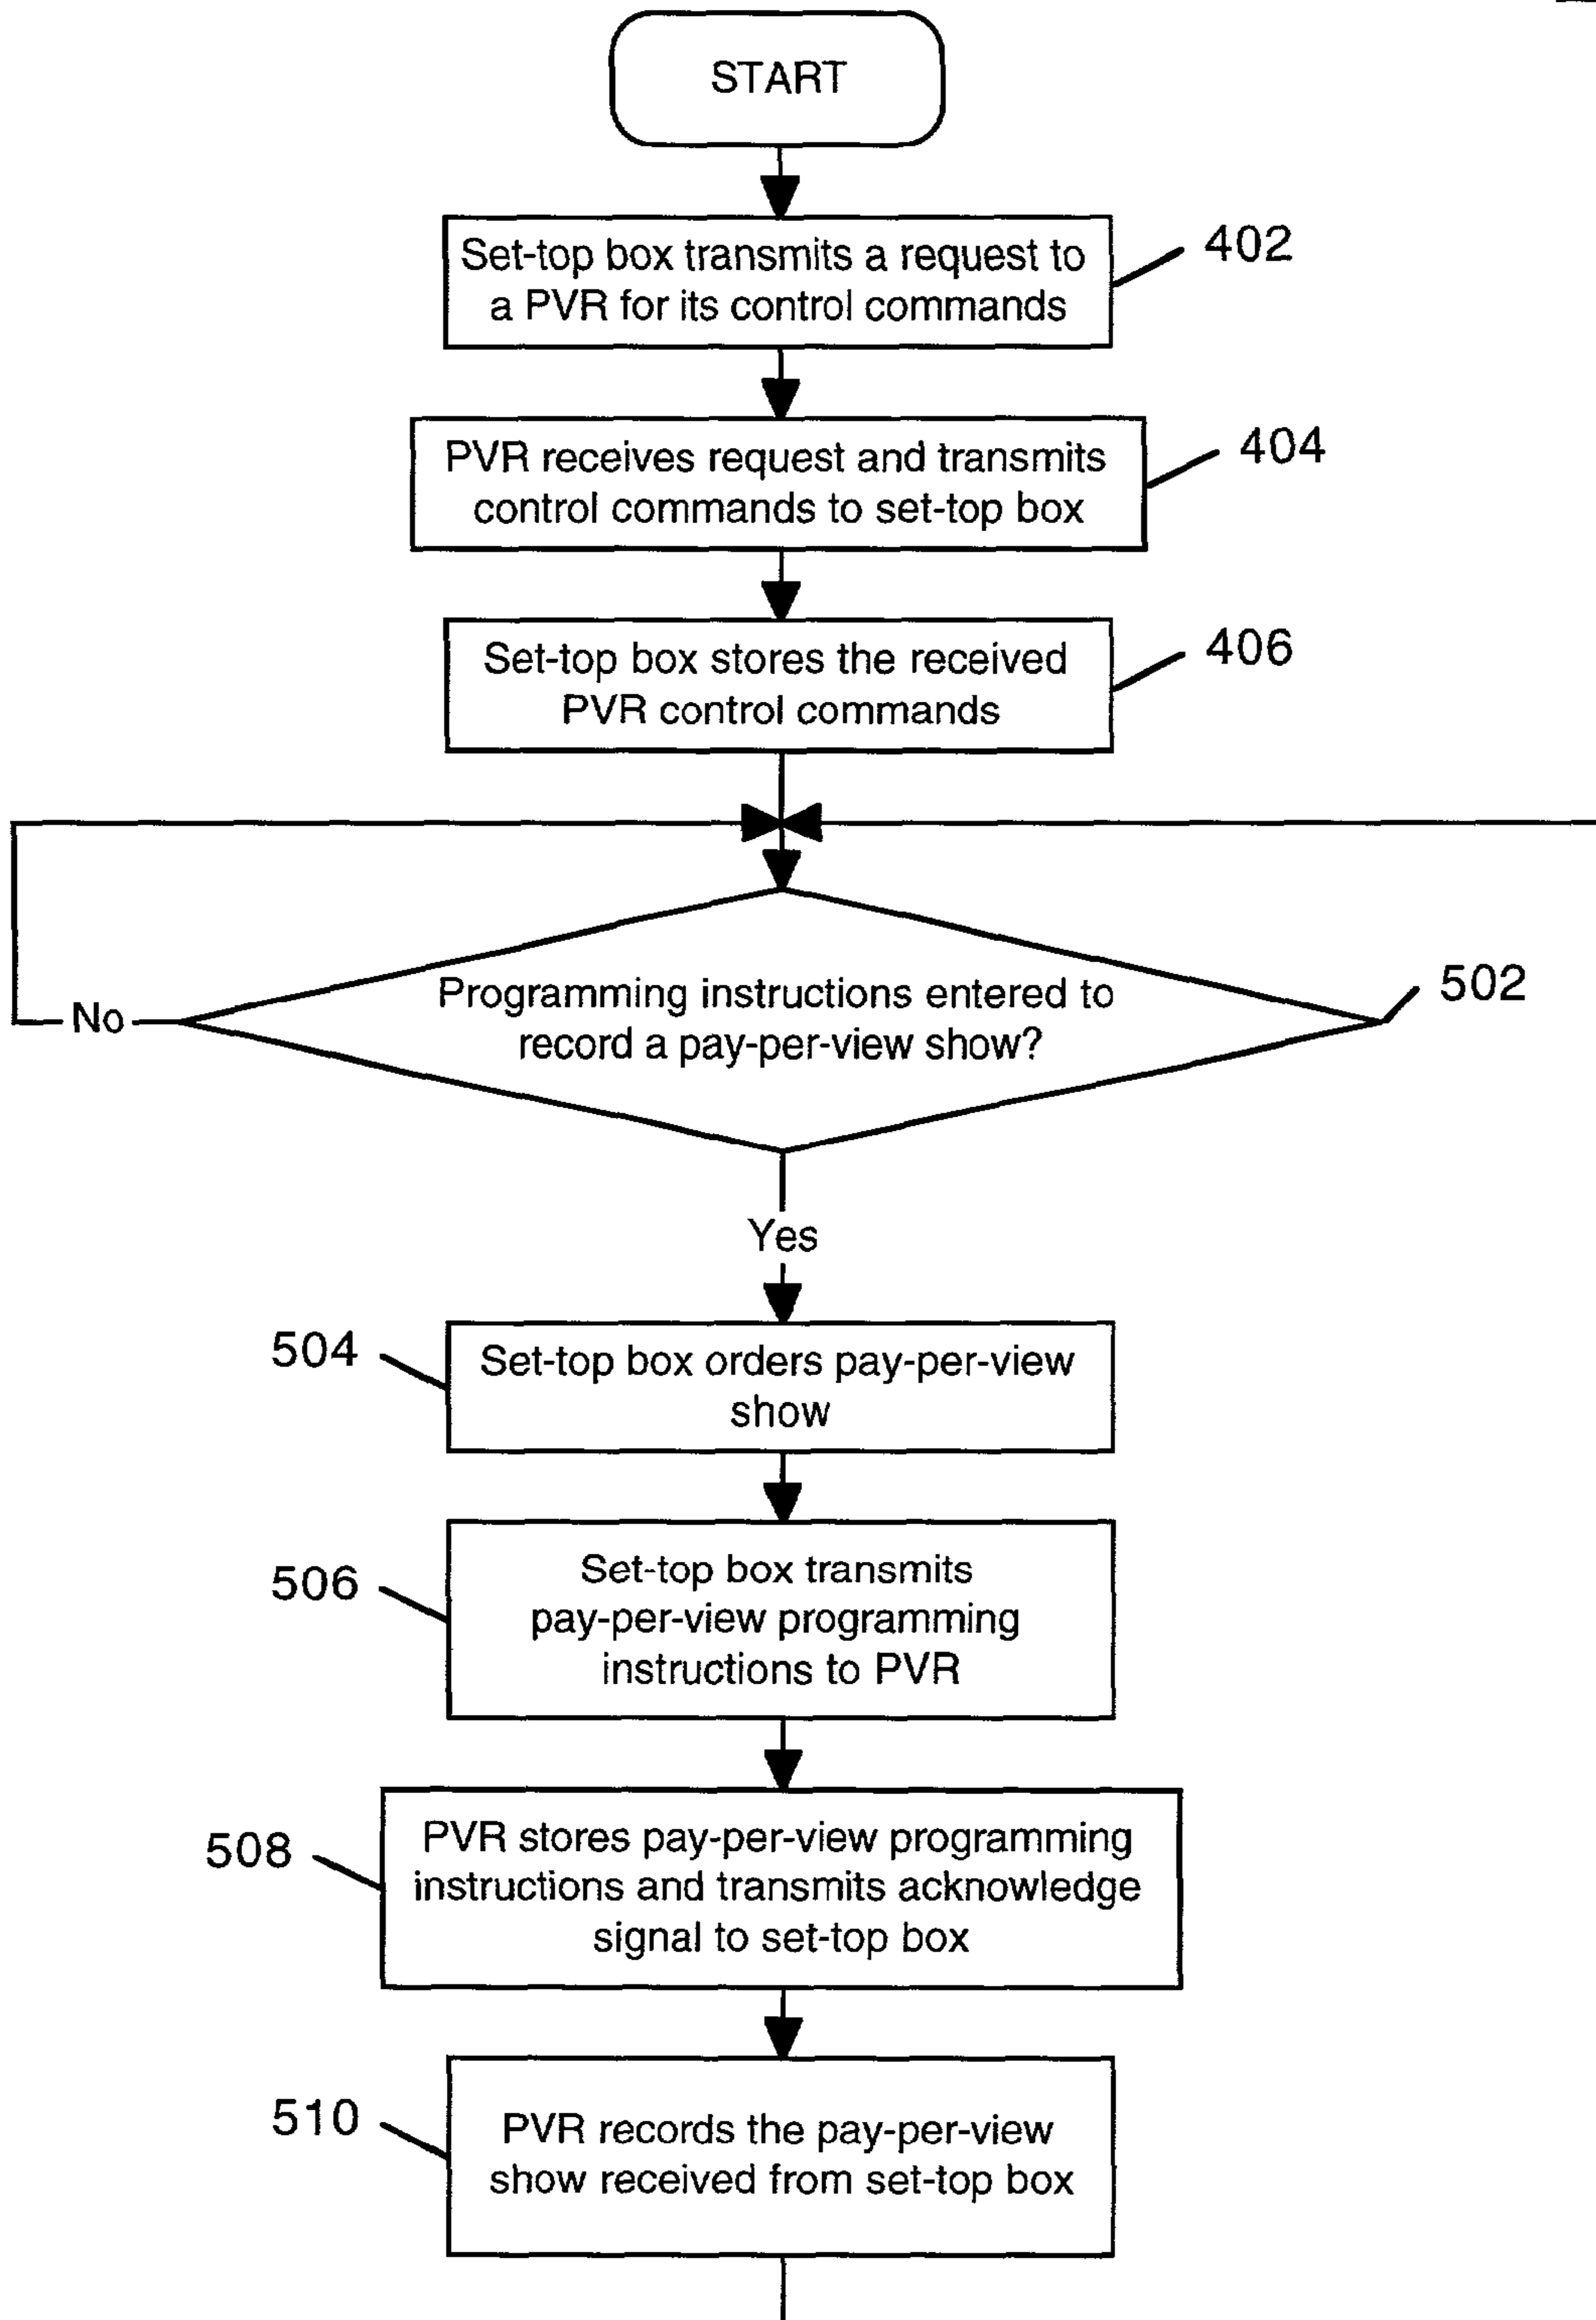 START
Set-top box transmits a request to
a PVR for its control commands
402
PVR receives request and transmits
control commands to set-top box
404
Set-top box stores the received
PVR control commands
406
Programming instructions entered to
record a pay-per-view show?
502
No
Yes
504
Set-top box orders pay-per-view
show
506
Set-top box transmits
pay-per-view programming
instructions to PVR
508
PVR stores pay-per-view programming
instructions and transmits acknowledge
signal to set-top box
510
PVR records the pay-per-view
show received from set-top box